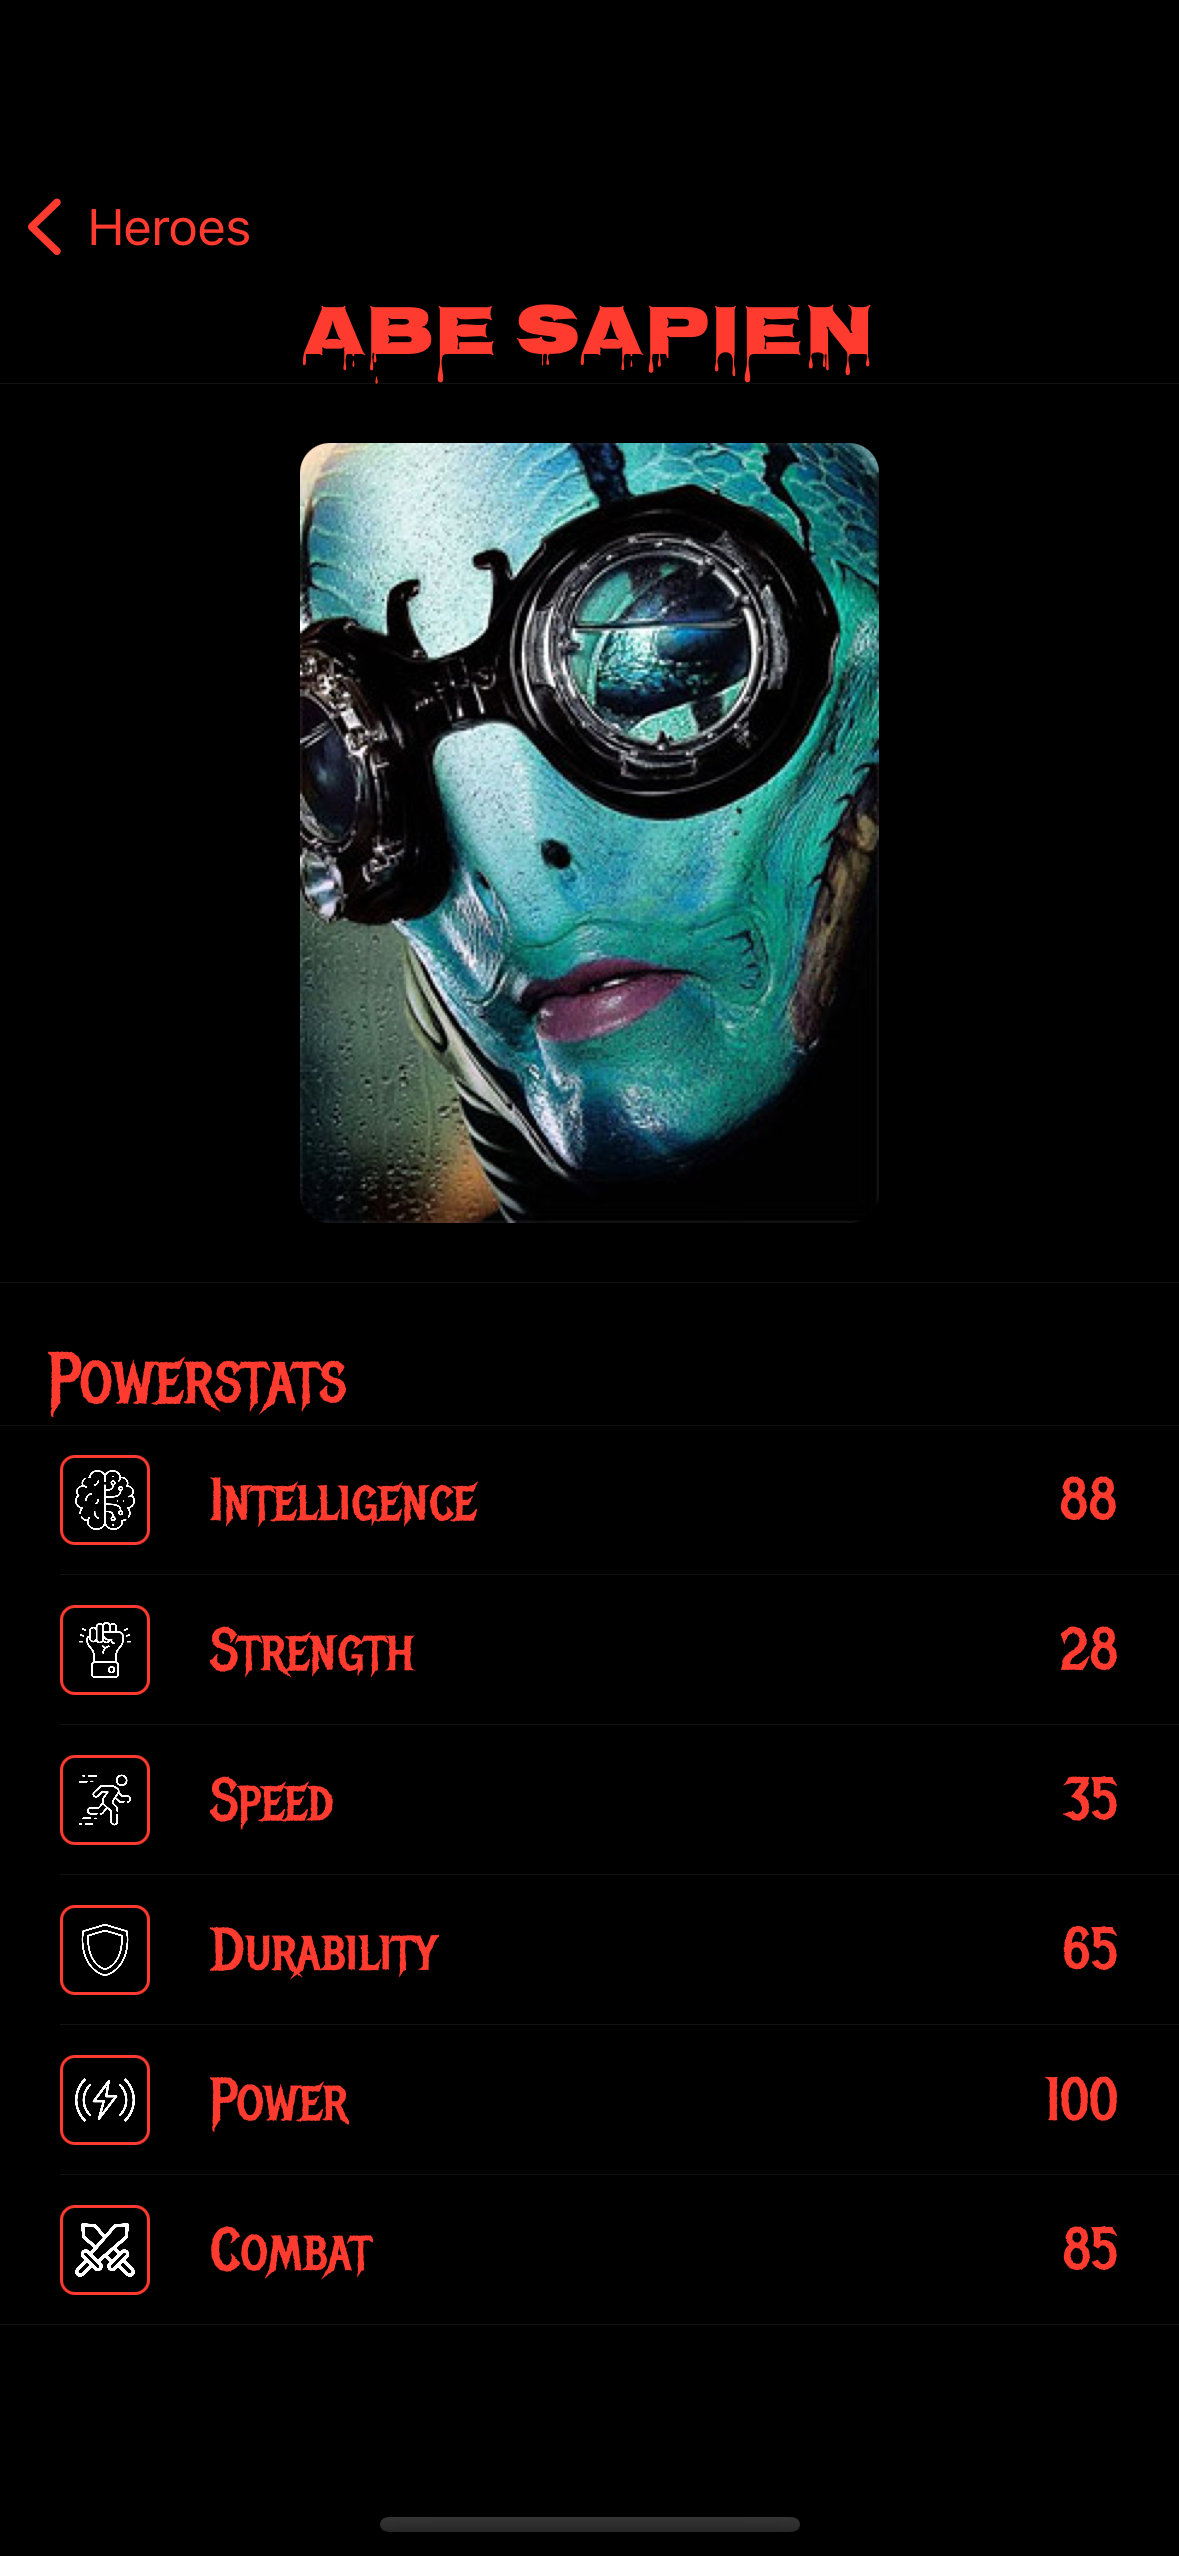 Heroes
ABE SAPIEN
POWERSTATS
INTELLIGENCE 88
STRENGTH 28
SPEED 35
DURABILITY 65
POWER 100
COMBAT 85